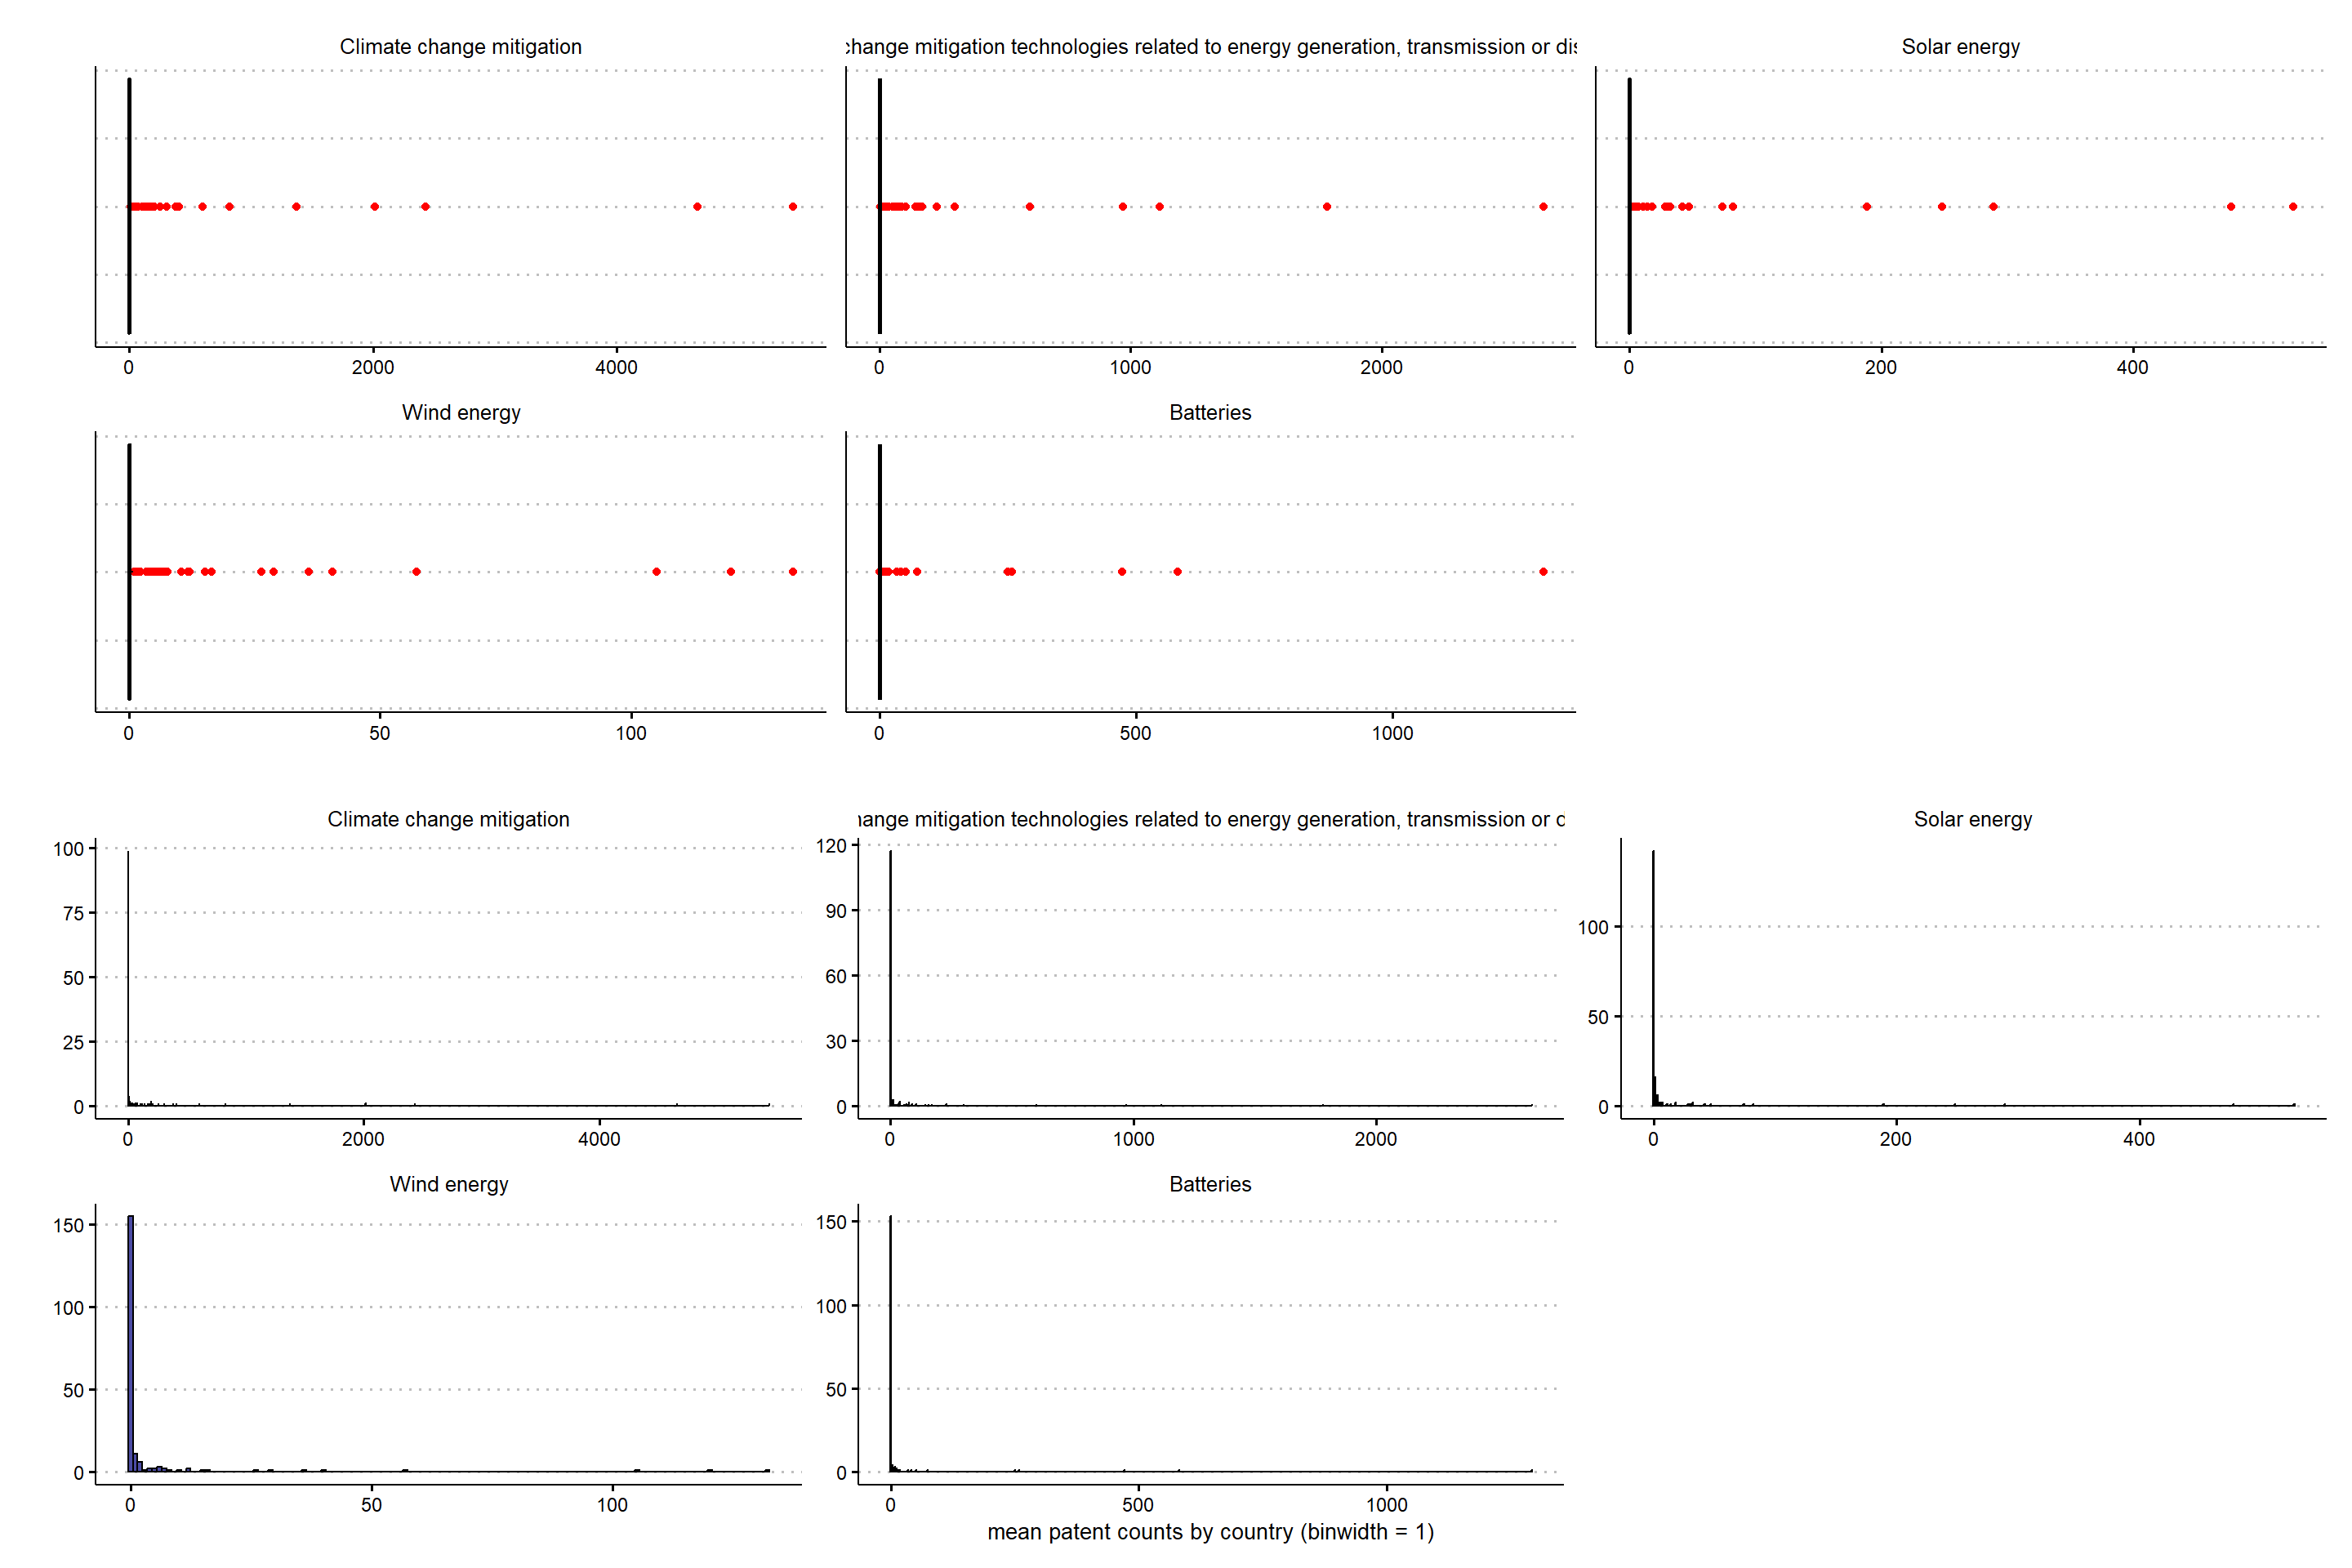 Climate change mitigation
change mitigation technologies related to energy generation, transmission or dis
Solar energy
0 2000 4000
0 1000 2000
0 200 400
Wind energy
Batteries
0 50 100
0 500 1000
Climate change mitigation
hange mitigation technologies related to energy generation, transmission or d
Solar energy
100
75
50
25
0
120
90
60
30
0
100
50
0
0 2000 4000
0 1000 2000
0 200 400
Wind energy
Batteries
150
100
50
0
150
100
50
0
0 50 100
0 500 1000
mean patent counts by country (binwidth = 1)